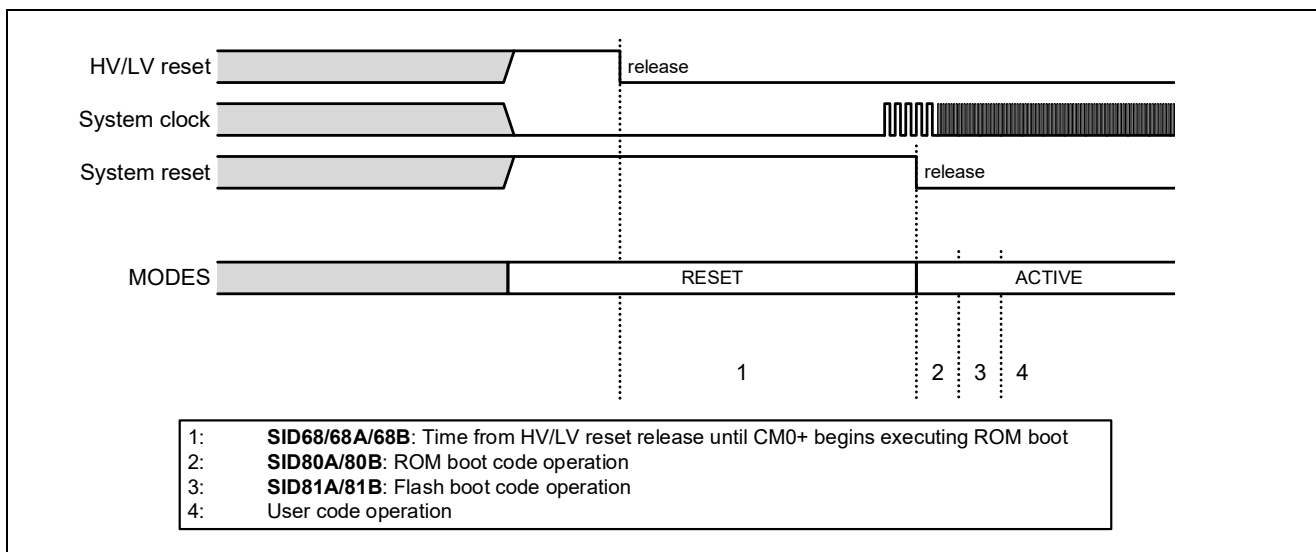 HV/LV reset
release
System clock
System reset
release
MODES
RESET
ACTIVE
1
2
3
4
1: SID68/68A/68B: Time from HV/LV reset release until CM0+ begins executing ROM boot
2: SID80A/80B: ROM boot code operation
3: SID81A/81B: Flash boot code operation
4: User code operation